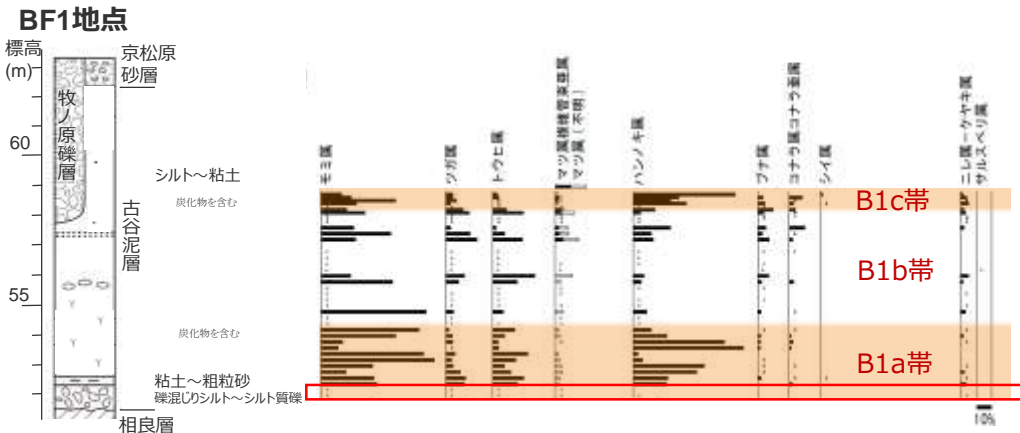 BF1地点
標高
(m)
京松原
砂層
牧ノ原礫層
60
シルト～粘土
炭化物を含む
古谷泥層
55
炭化物を含む
粘土～粗粒砂
礫混じりシルト～シルト質礫
相良層
モミ属
ツガ属
トウヒ属
マツ属複維管束亜属
マツ属(不明)
ハンノキ属
ブナ属
コナラ属コナラ亜属
シイ属
ニレ属－ケヤキ属
サルスベリ属
B1c帯
B1b帯
B1a帯
10%